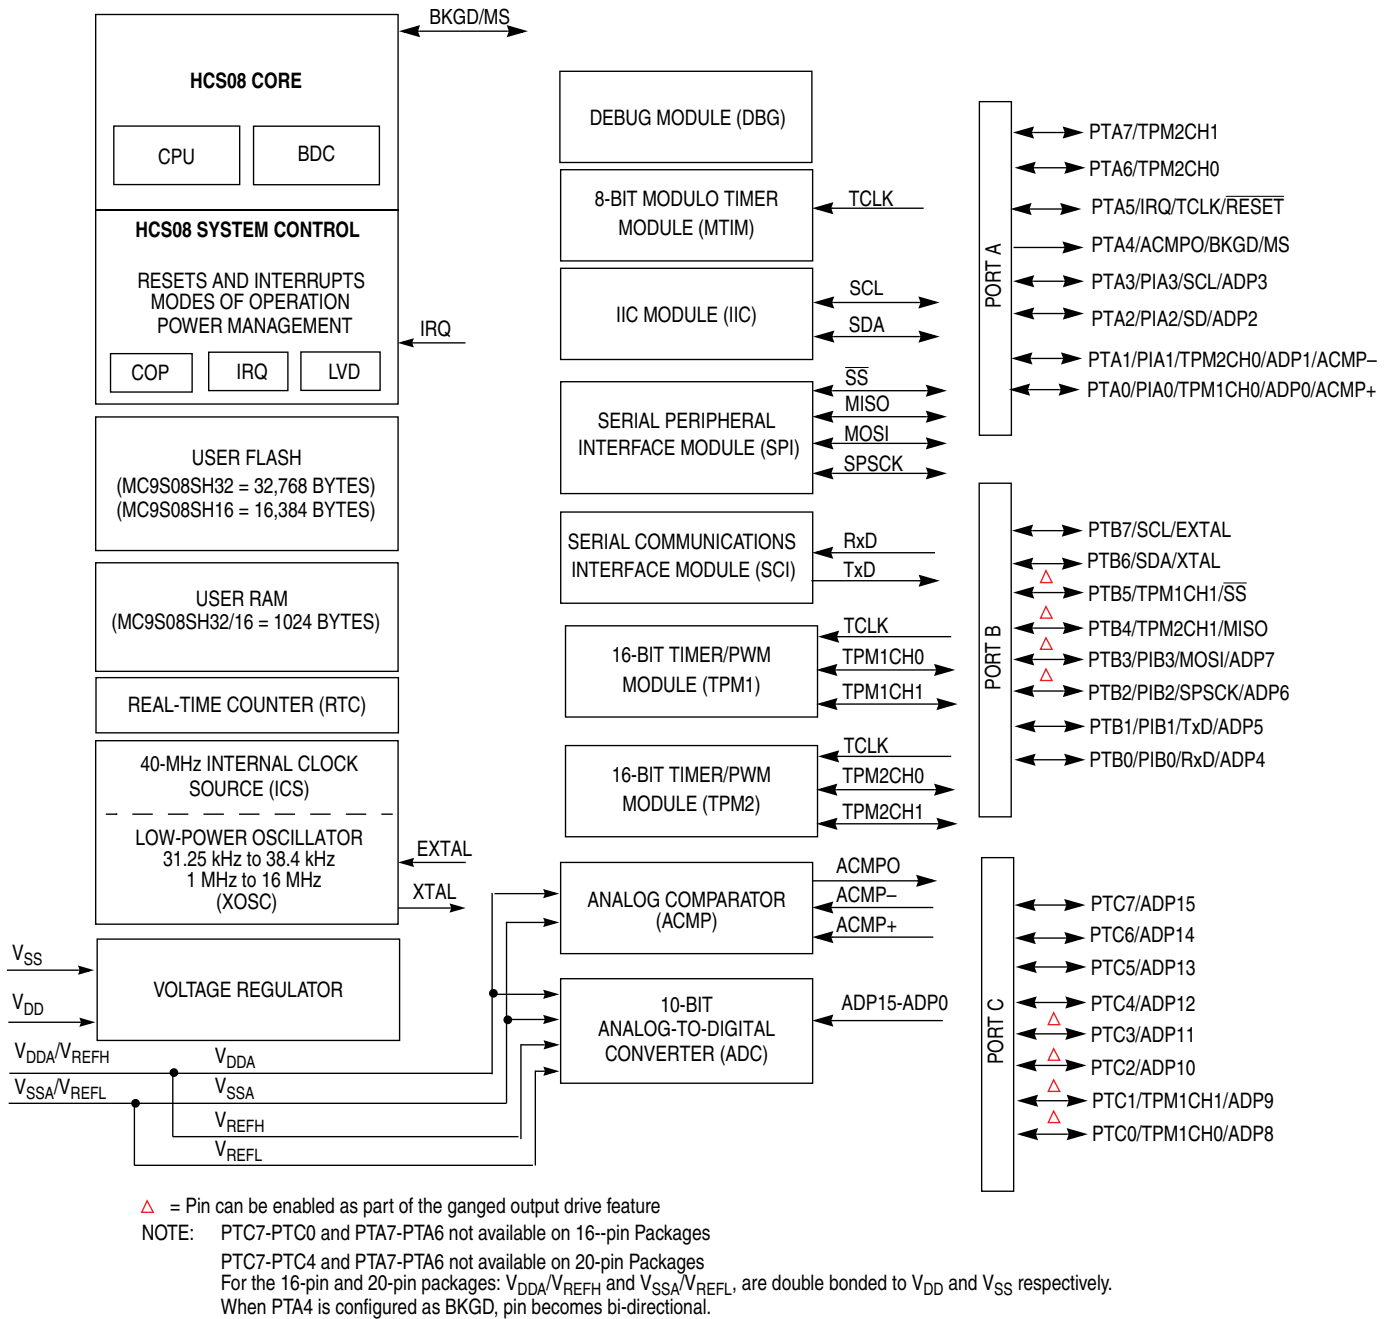 BKGD/MS
HCS08 CORE
CPU
BDC
HCS08 SYSTEM CONTROL
RESETS AND INTERRUPTS
MODES OF OPERATION
POWER MANAGEMENT
IRQ
COP
IRQ
LVD
USER FLASH
(MC9S08SH32 = 32,768 BYTES)
(MC9S08SH16 = 16,384 BYTES)
USER RAM
(MC9S08SH32/16 = 1024 BYTES)
REAL-TIME COUNTER (RTC)
40-MHz INTERNAL CLOCK
SOURCE (ICS)
LOW-POWER OSCILLATOR
31.25 kHz to 38.4 kHz
1 MHz to 16 MHz
(XOSC)
EXTAL
XTAL
VSS
VDD
VOLTAGE REGULATOR
VDDA/VREFH
VSSA/VREFL
VDDA
VSSA
VREFH
VREFL
DEBUG MODULE (DBG)
8-BIT MODULO TIMER
MODULE (MTIM)
TCLK
IIC MODULE (IIC)
SCL
SDA
SERIAL PERIPHERAL
INTERFACE MODULE (SPI)
SS
MISO
MOSI
SPSCK
SERIAL COMMUNICATIONS
INTERFACE MODULE (SCI)
RxD
TxD
16-BIT TIMER/PWM
MODULE (TPM1)
TCLK
TPM1CH0
TPM1CH1
16-BIT TIMER/PWM
MODULE (TPM2)
TCLK
TPM2CH0
TPM2CH1
ANALOG COMPARATOR
(ACMP)
ACMPO
ACMP–
ACMP+
10-BIT
ANALOG-TO-DIGITAL
CONVERTER (ADC)
ADP15-ADP0
PORT A
PTA7/TPM2CH1
PTA6/TPM2CH0
PTA5/IRQ/TCLK/RESET
PTA4/ACMPO/BKGD/MS
PTA3/PIA3/SCL/ADP3
PTA2/PIA2/SD/ADP2
PTA1/PIA1/TPM2CH0/ADP1/ACMP–
PTA0/PIA0/TPM1CH0/ADP0/ACMP+
PORT B
PTB7/SCL/EXTAL
PTB6/SDA/XTAL
PTB5/TPM1CH1/SS
PTB4/TPM2CH1/MISO
PTB3/PIB3/MOSI/ADP7
PTB2/PIB2/SPSCK/ADP6
PTB1/PIB1/TxD/ADP5
PTB0/PIB0/RxD/ADP4
PORT C
PTC7/ADP15
PTC6/ADP14
PTC5/ADP13
PTC4/ADP12
PTC3/ADP11
PTC2/ADP10
PTC1/TPM1CH1/ADP9
PTC0/TPM1CH0/ADP8
Δ = Pin can be enabled as part of the ganged output drive feature
NOTE: PTC7-PTC0 and PTA7-PTA6 not available on 16--pin Packages
PTC7-PTC4 and PTA7-PTA6 not available on 20-pin Packages
For the 16-pin and 20-pin packages: VDDA/VREFH and VSSA/VREFL, are double bonded to VDD and VSS respectively.
When PTA4 is configured as BKGD, pin becomes bi-directional.